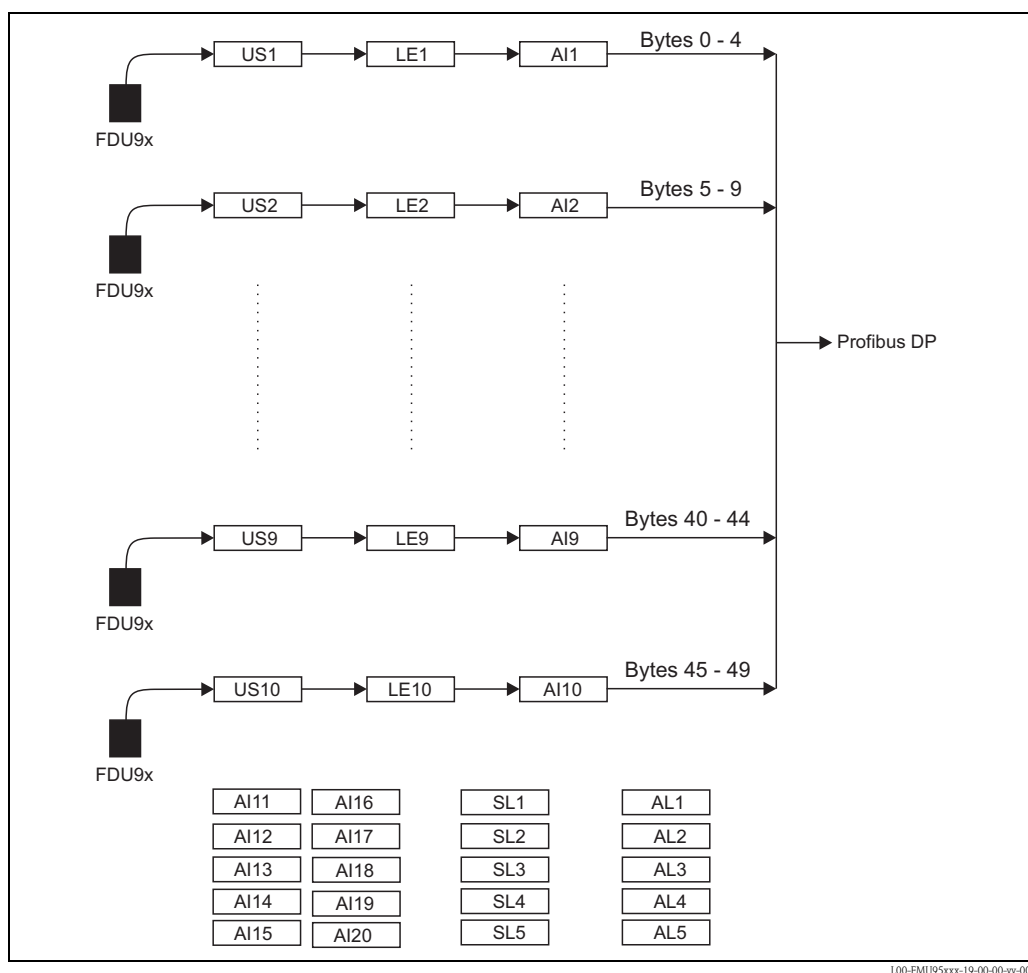 US1 LE1 AI1 Bytes 0 - 4
FDU9x
US2 LE2 AI2 Bytes 5 - 9
FDU9x
Profibus DP
US9 LE9 AI9 Bytes 40 - 44
FDU9x
US10 LE10 AI10 Bytes 45 - 49
FDU9x
AI11 AI16 SL1 AL1
AI12 AI17 SL2 AL2
AI13 AI18 SL3 AL3
AI14 AI19 SL4 AL4
AI15 AI20 SL5 AL5